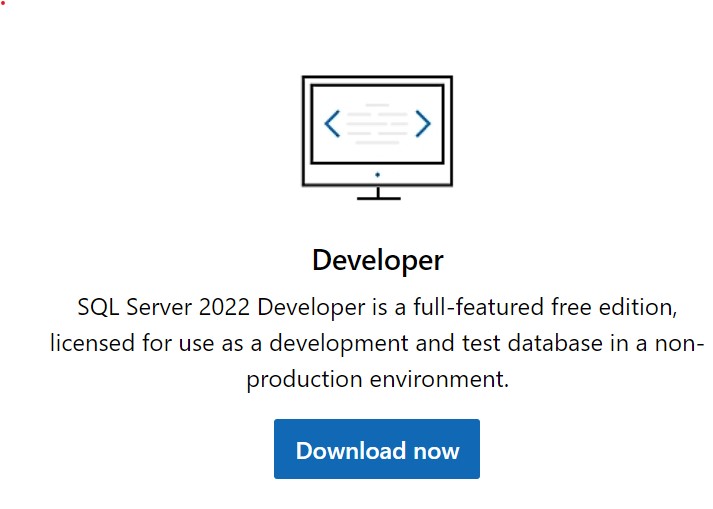 Developer
SQL Server 2022 Developer is a full-featured free edition,
licensed for use as a development and test database in a non-
production environment.
Download now